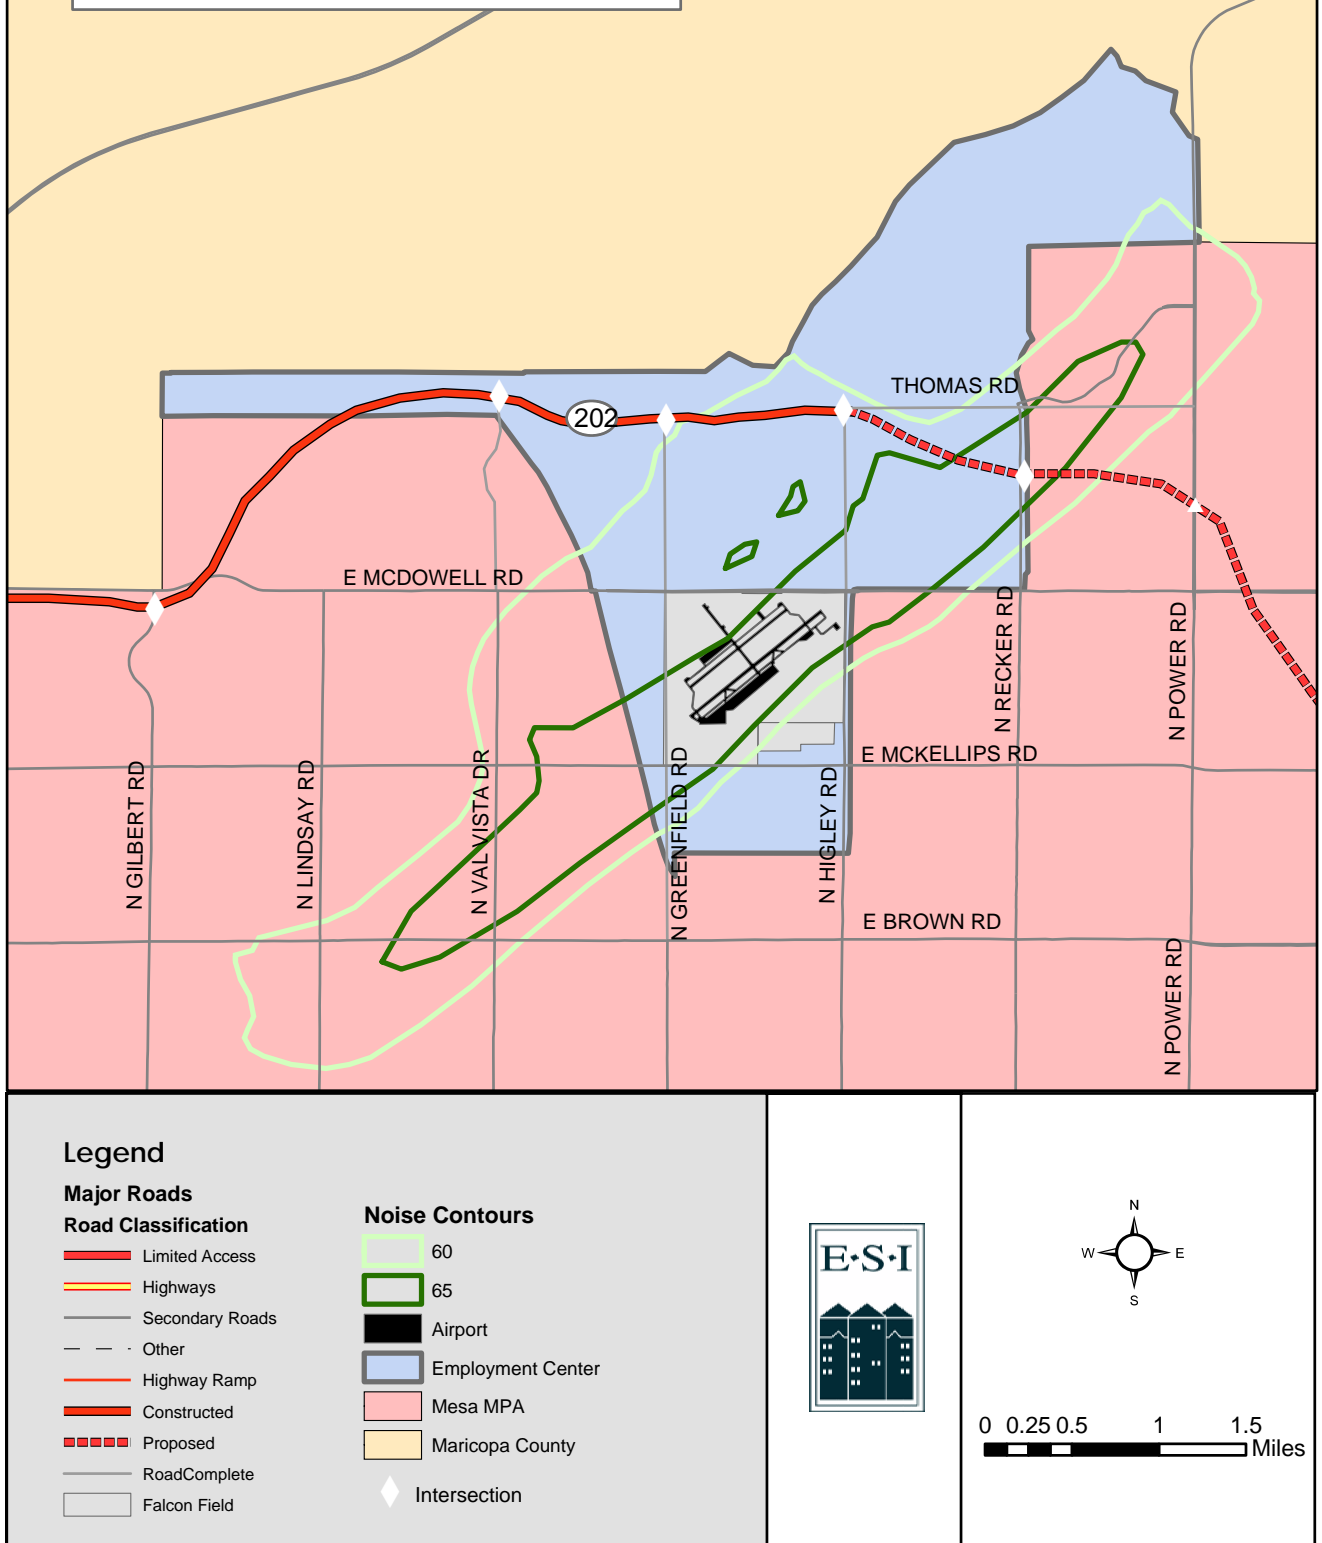 THOMAS RD
202
E MCDOWELL RD
N RECKER RD
N POWER RD
E MCKELLIPS RD
N GILBERT RD
N LINDSAY RD
N VAL VISTA DR
N GREENFIELD RD
N HIGLEY RD
E BROWN RD
N POWER RD
Legend
Major Roads
Road Classification
Limited Access
Highways
Secondary Roads
Other
Highway Ramp
Constructed
Proposed
RoadComplete
Falcon Field
Noise Contours
60
65
Airport
Employment Center
Mesa MPA
Maricopa County
Intersection
E·S·I
N
W E
S
0 0.25 0.5 1 1.5
Miles